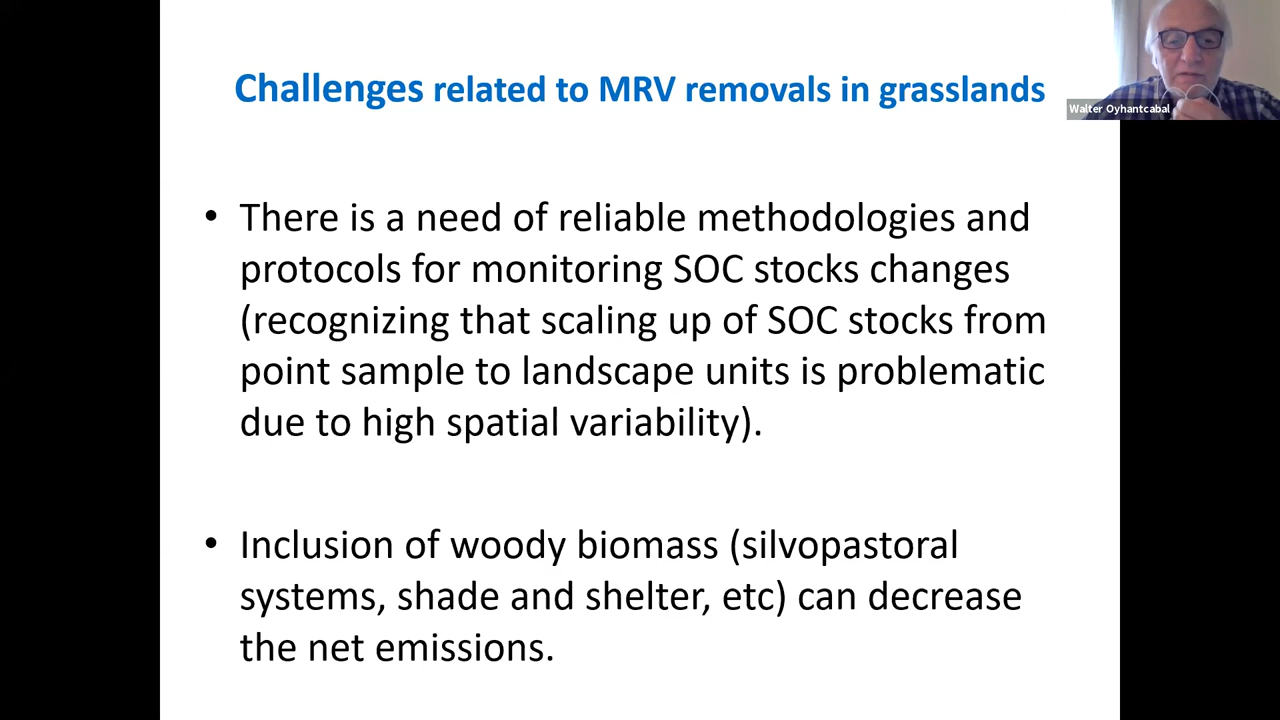 Challenges related to MRV removals in grasslands
Walter Oyhantcabal
• There is a need of reliable methodologies and
protocols for monitoring SOC stocks changes
(recognizing that scaling up of SOC stocks from
point sample to landscape units is problematic
due to high spatial variability).
• Inclusion of woody biomass (silvopastoral
systems, shade and shelter, etc) can decrease
the net emissions.